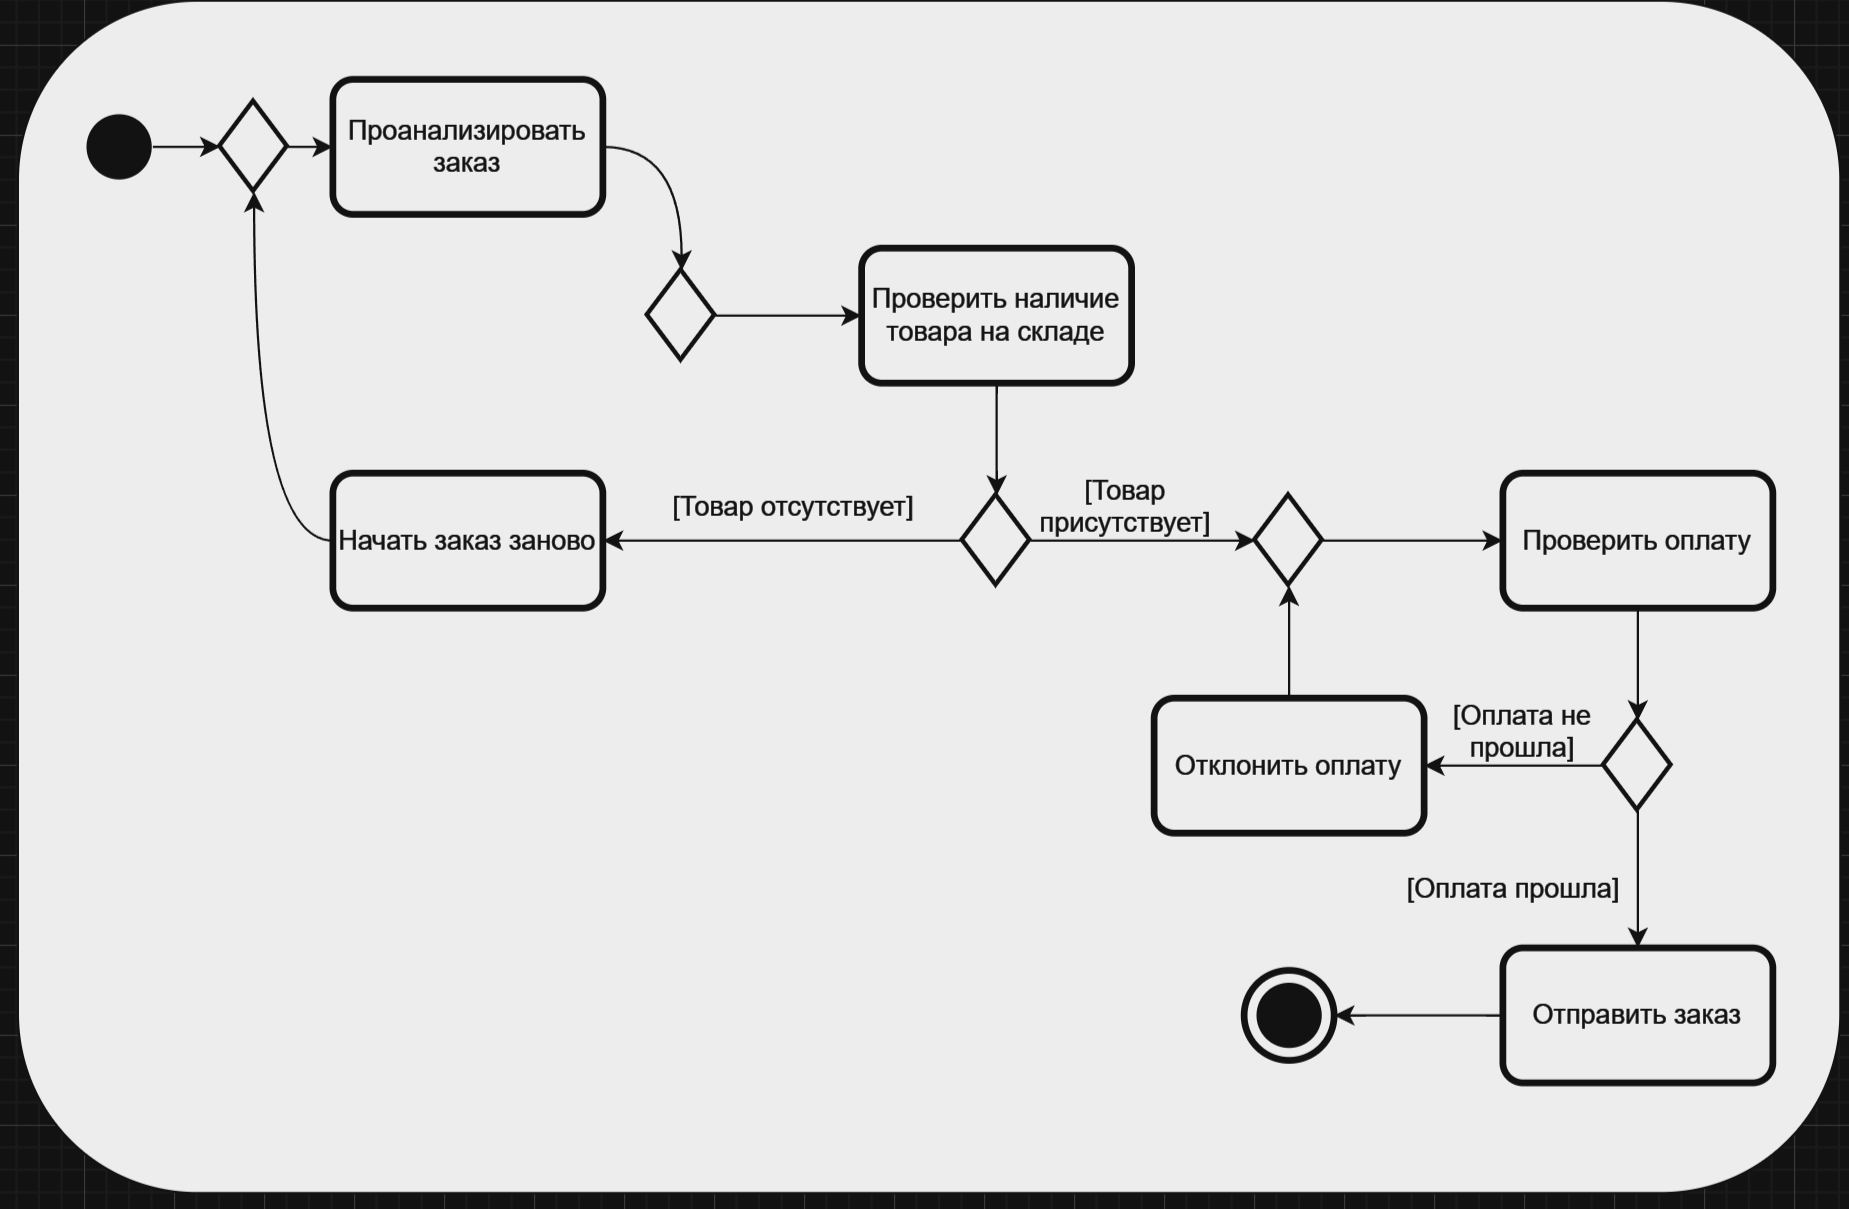 Проанализировать
заказ
Проверить наличие
товара на складе
Начать заказ заново
[Товар отсутствует]
[Товар
присутствует]
Проверить оплату
Отклонить оплату
[Оплата не
прошла]
[Оплата прошла]
Отправить заказ